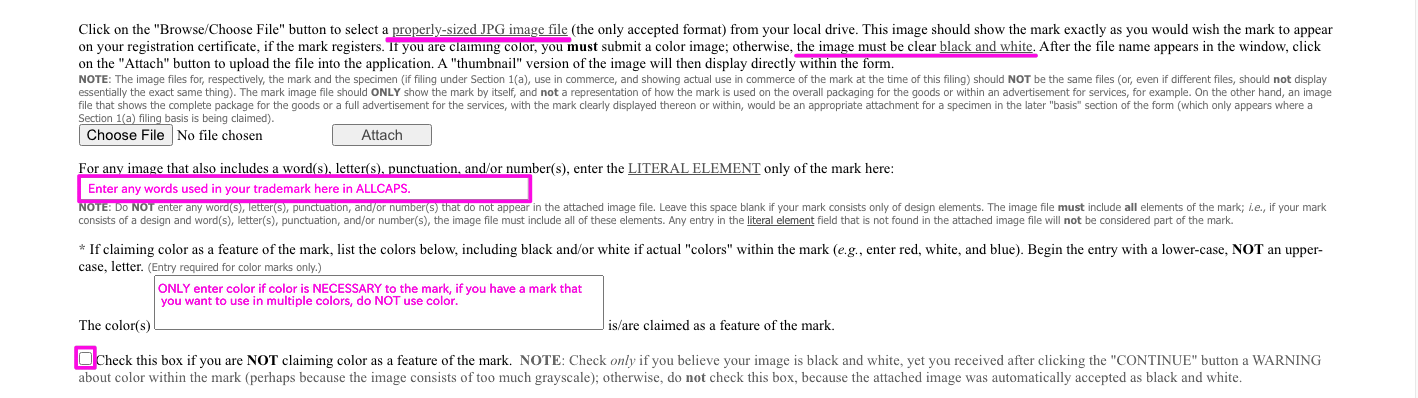 Click on the "Browse/Choose File" button to select a properly-sized JPG image file (the only accepted format) from your local drive. This image should show the mark exactly as you would wish the mark to appear
on your registration certificate, if the mark registers. If you are claiming color, you must submit a color image; otherwise, the image must be clear black and white. After the file name appears in the window, click
on the "Attach" button to upload the file into the application. A "thumbnail" version of the image will then display directly within the form.
NOTE: The image files for, respectively, the mark and the specimen (if filing under Section 1(a), use in commerce, and showing actual use in commerce of the mark at the time of this filing) should NOT be the same files (or, even if different files, should not display
essentially the exact same thing). The mark image file should ONLY show the mark by itself, and not a representation of how the mark is used on the overall packaging for the goods or within an advertisement for services, for example. On the other hand, an image
file that shows the complete package for the goods or a full advertisement for the services, with the mark clearly displayed thereon or within, would be an appropriate attachment for a specimen in the later "basis" section of the form (which only appears where a
Section 1(a) filing basis is being claimed).
Choose File No file chosen Attach
For any image that also includes a word(s), letter(s), punctuation, and/or number(s), enter the LITERAL ELEMENT only of the mark here:
Enter any words used in your trademark here in ALLCAPS.
NOTE: Do NOT enter any word(s), letter(s), punctuation, and/or number(s) that do not appear in the attached image file. Leave this space blank if your mark consists only of design elements. The image file must include all elements of the mark; i.e., if your mark
consists of a design and word(s), letter(s), punctuation, and/or number(s), the image file must include all of these elements. Any entry in the literal element field that is not found in the attached image file will not be considered part of the mark.
* If claiming color as a feature of the mark, list the colors below, including black and/or white if actual "colors" within the mark (e.g., enter red, white, and blue). Begin the entry with a lower-case, NOT an upper-
case, letter. (Entry required for color marks only.)
ONLY enter color if color is NECESSARY to the mark, if you have a mark that
you want to use in multiple colors, do NOT use color.
The color(s) is/are claimed as a feature of the mark.
Check this box if you are NOT claiming color as a feature of the mark. NOTE: Check only if you believe your image is black and white, yet you received after clicking the "CONTINUE" button a WARNING
about color within the mark (perhaps because the image consists of too much grayscale); otherwise, do not check this box, because the attached image was automatically accepted as black and white.